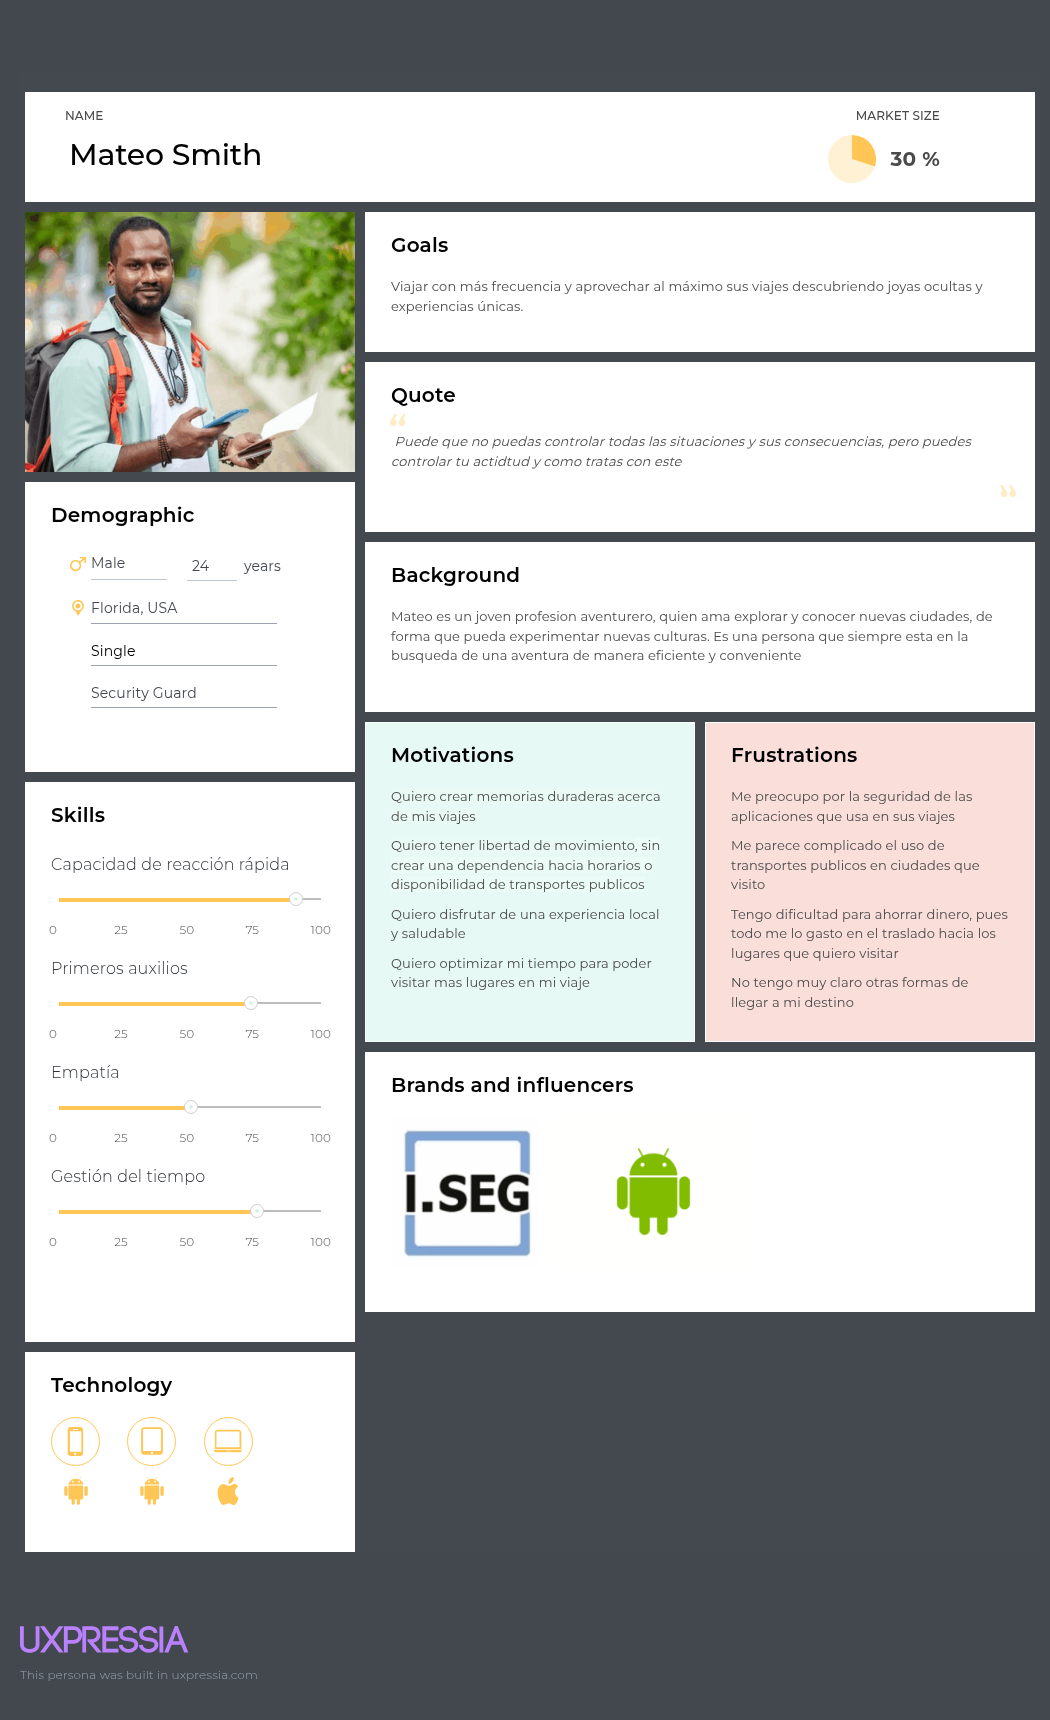 NAME
Mateo Smith
MARKET SIZE
30 %
Goals
Viajar con más frecuencia y aprovechar al máximo sus viajes descubriendo joyas ocultas y
experiencias únicas.
Quote
“
Puede que no puedas controlar todas las situaciones y sus consecuencias, pero puedes
controlar tu actidtud y como tratas con este
”
Demographic
Male
24 years
Florida, USA
Single
Security Guard
Background
Mateo es un joven profesion aventurero, quien ama explorar y conocer nuevas ciudades, de
forma que pueda experimentar nuevas culturas. Es una persona que siempre esta en la
busqueda de una aventura de manera eficiente y conveniente
Motivations
Quiero crear memorias duraderas acerca
de mis viajes
Quiero tener libertad de movimiento, sin
crear una dependencia hacia horarios o
disponibilidad de transportes publicos
Quiero disfrutar de una experiencia local
y saludable
Quiero optimizar mi tiempo para poder
visitar mas lugares en mi viaje
Frustrations
Me preocupo por la seguridad de las
aplicaciones que usa en sus viajes
Me parece complicado el uso de
transportes publicos en ciudades que
visito
Tengo dificultad para ahorrar dinero, pues
todo me lo gasto en el traslado hacia los
lugares que quiero visitar
No tengo muy claro otras formas de
llegar a mi destino
Skills
Capacidad de reacción rápida
0 25 50 75 100
Primeros auxilios
0 25 50 75 100
Empatía
0 25 50 75 100
Gestión del tiempo
0 25 50 75 100
Brands and influencers
I.SEG
Technology
UXPRESSIA
This persona was built in uxpressia.com